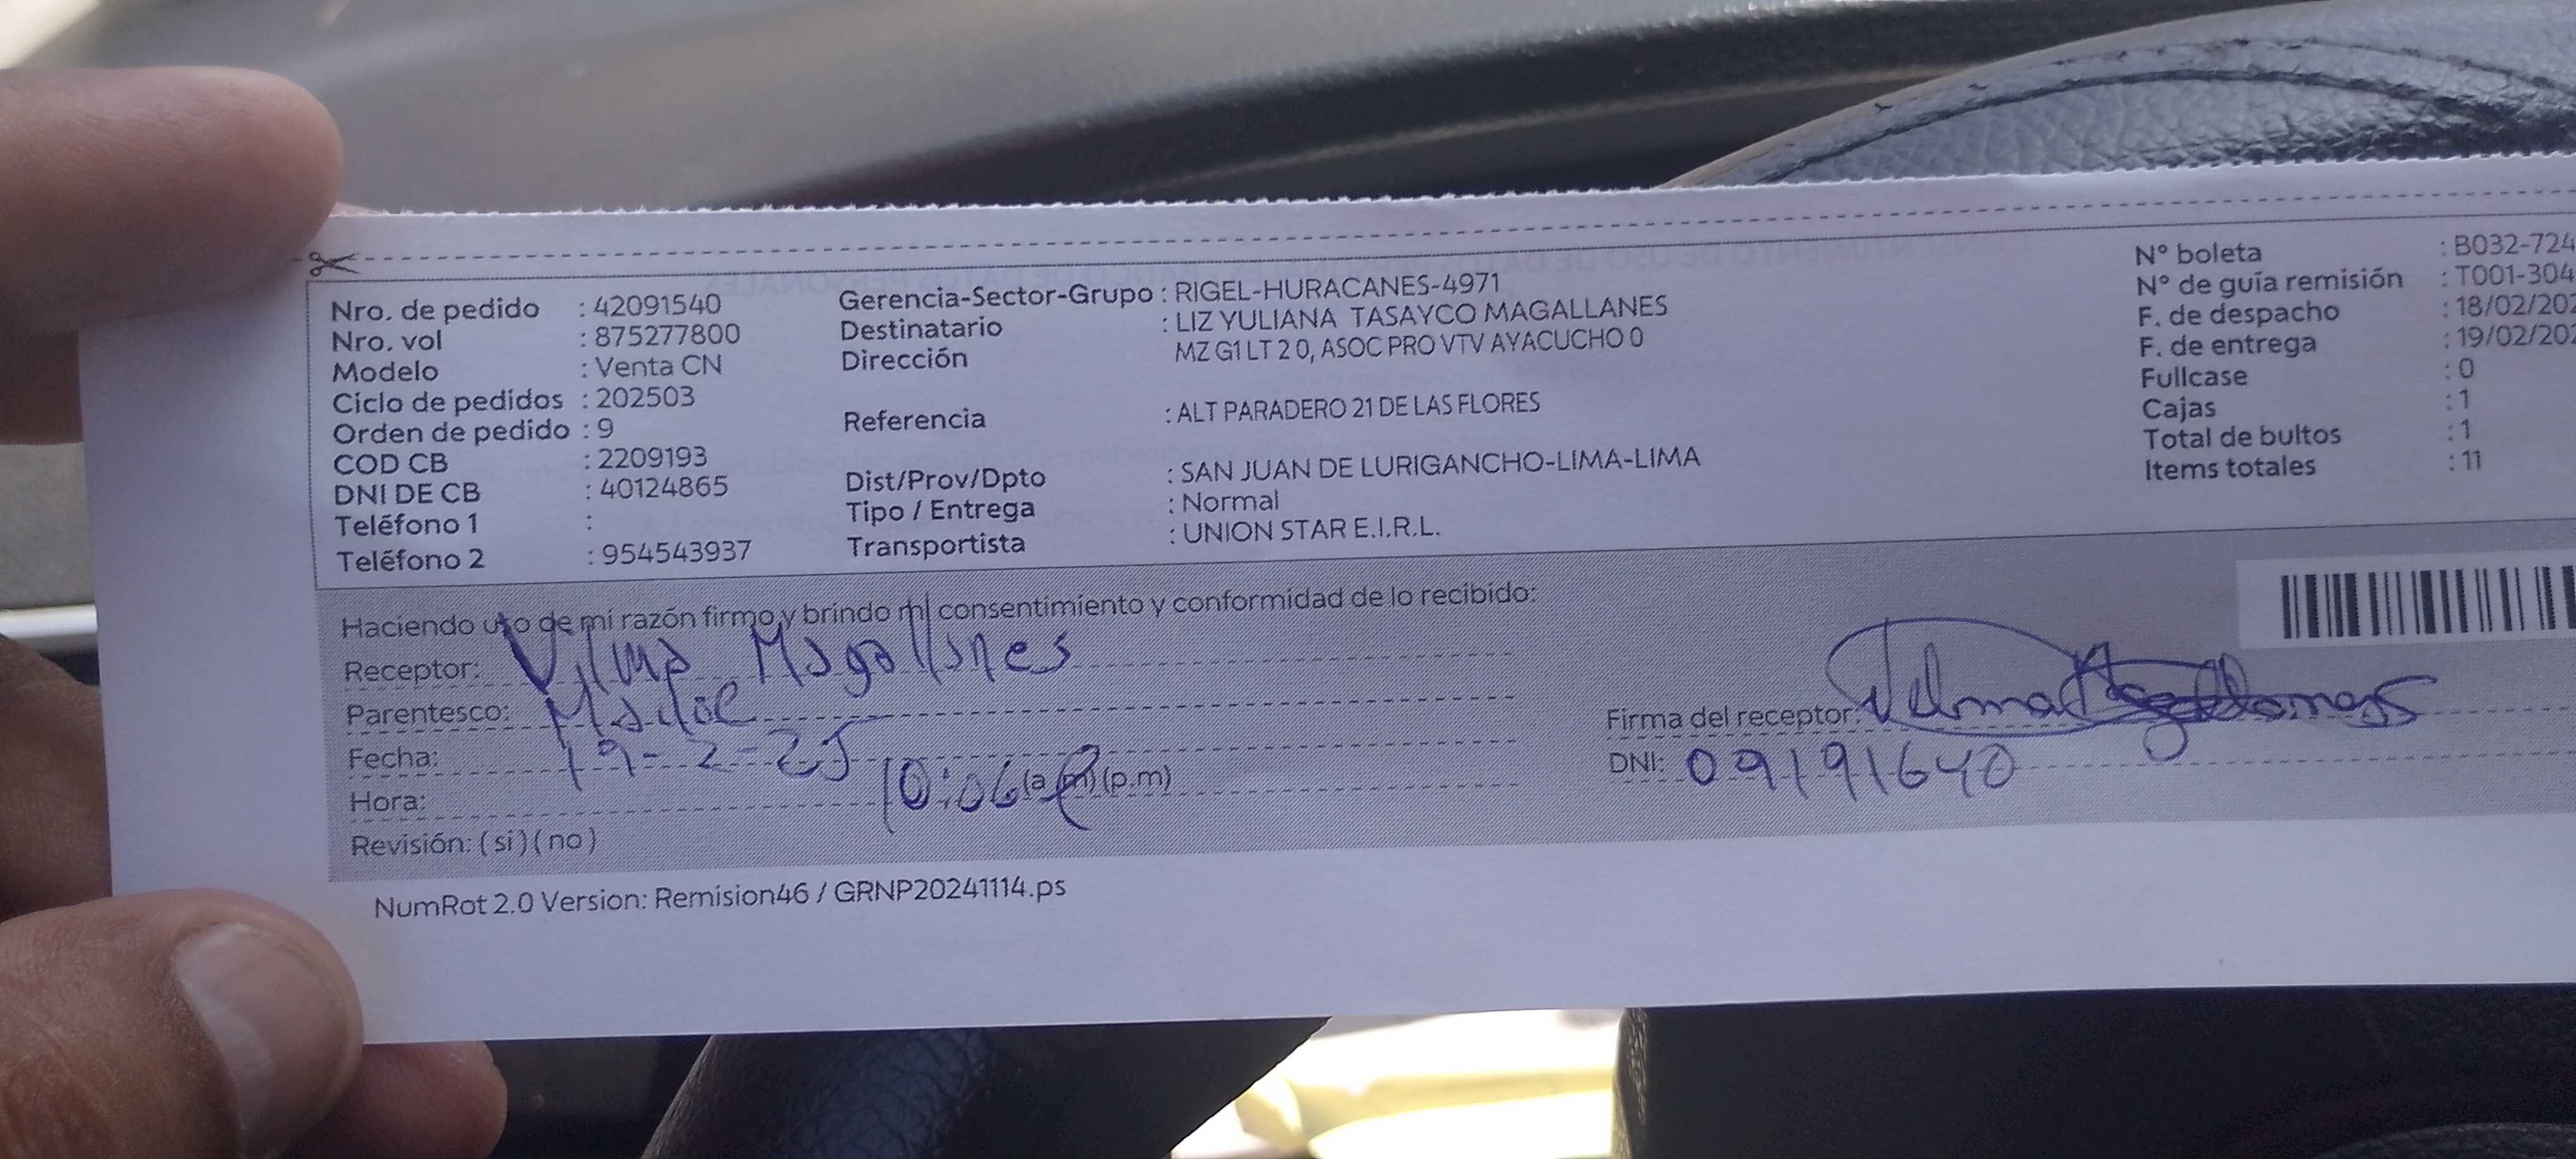 Nro. de pedido : 42091540
Nro. vol : 875277800
Modelo : Venta CN
Ciclo de pedidos : 202503
Orden de pedido : 9
COD CB : 2209193
DNI DE CB : 40124865
Teléfono 1 :
Teléfono 2 : 954543937
Gerencia-Sector-Grupo : RIGEL-HURACANES-4971
Destinatario : LIZ YULIANA TASAYCO MAGALLANES
Dirección MZ G1 LT 2 0, ASOC PRO VTV AYACUCHO 0
Referencia : ALT PARADERO 21 DE LAS FLORES
Dist/Prov/Dpto : SAN JUAN DE LURIGANCHO-LIMA-LIMA
Tipo / Entrega : Normal
Transportista : UNION STAR E.I.R.L.
N° boleta : B032-724
N° de guía remisión : T001-304
F. de despacho : 18/02/202
F. de entrega : 19/02/202
Fullcase : 0
Cajas : 1
Total de bultos : 1
Items totales : 11
Haciendo uso de mi razón firmo y brindo mi consentimiento y conformidad de lo recibido:
Receptor: Vilma Magallanes
Parentesco: Madre
Fecha: 19-2-25
Hora: 10:06 (a.m) (p.m)
Revisión: (si) (no)
Firma del receptor: Vilma Magallanes
DNI: 09191640
NumRot 2.0 Version: Remision46 / GRNP20241114.ps